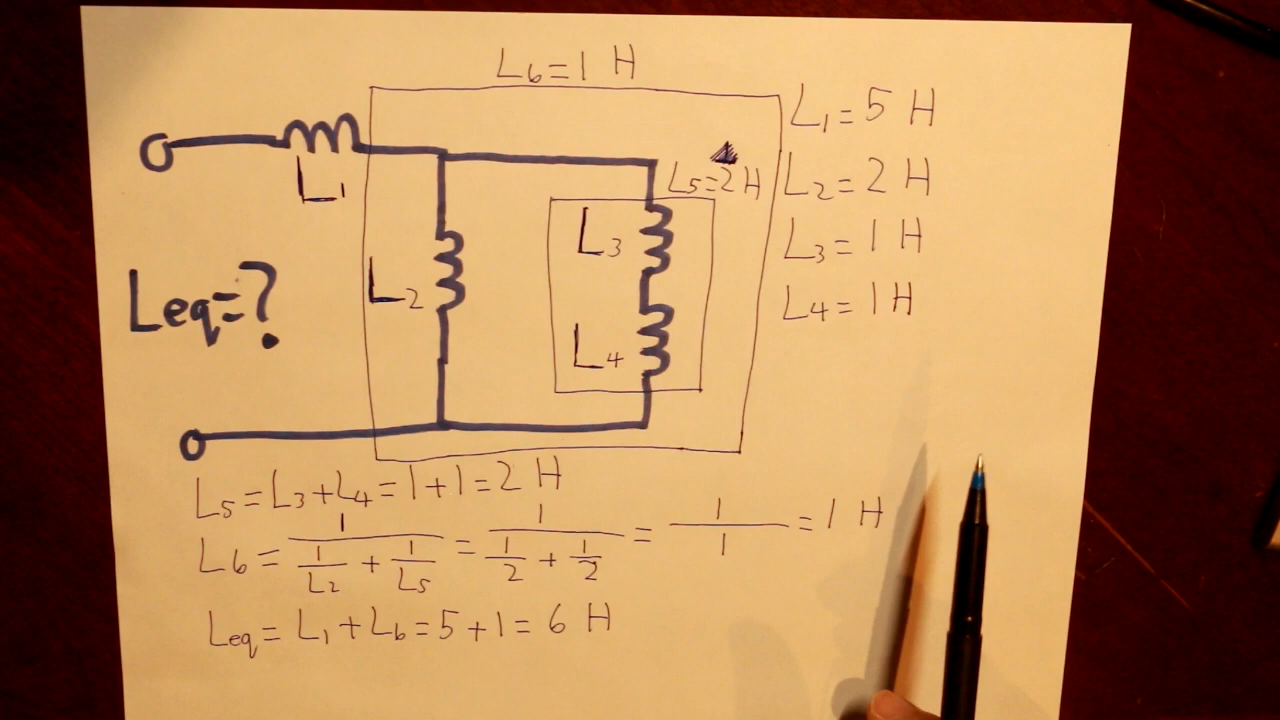 L6=1 H
L1=5 H
L1
L5=2 H
L2=2 H
L3
L3=1 H
L2
Leq=?
L4=1H
L4
L5=L3+L4=1+1=2 H
L6=1/(1/L2+1/L5)=1/(1/2+1/2)=1/1=1 H
Leq=L1+L6=5+1=6 H